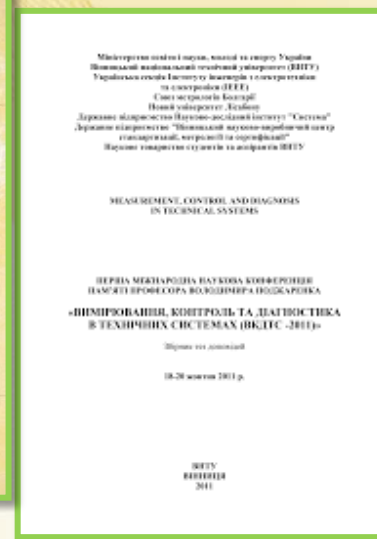 Міністерство освіти і науки, молоді та спорту України
Вінницький національний технічний університет (ВНТУ)
Українська секція Інституту інженерів з електротехніки
та електроніки (IEEE)
Союз метрологів Болгарії
Новий університет Лісабону
Державне підприємство Науково-дослідний інститут "Система"
Державне підприємство "Вінницький науково-виробничий центр
стандартизації, метрології та сертифікації"
Наукове товариство студентів та аспірантів ВНТУ
MEASUREMENT, CONTROL AND DIAGNOSIS
IN TECHNICAL SYSTEMS
ПЕРША МІЖНАРОДНА НАУКОВА КОНФЕРЕНЦІЯ
ПАМ'ЯТІ ПРОФЕСОРА ВОЛОДИМИРА ПОДЖАРЕНКА
«ВИМІРЮВАННЯ, КОНТРОЛЬ ТА ДІАГНОСТИКА
В ТЕХНІЧНИХ СИСТЕМАХ (ВКДТС -2011)»
Збірник тез доповідей
18-20 жовтня 2011 р.
ВНТУ
ВІННИЦЯ
2011